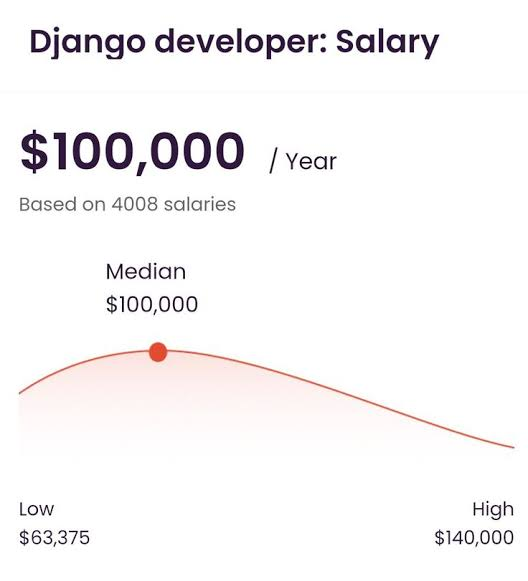 Django developer: Salary
$100,000 / Year
Based on 4008 salaries
Median
$100,000
Low High
$63,375 $140,000